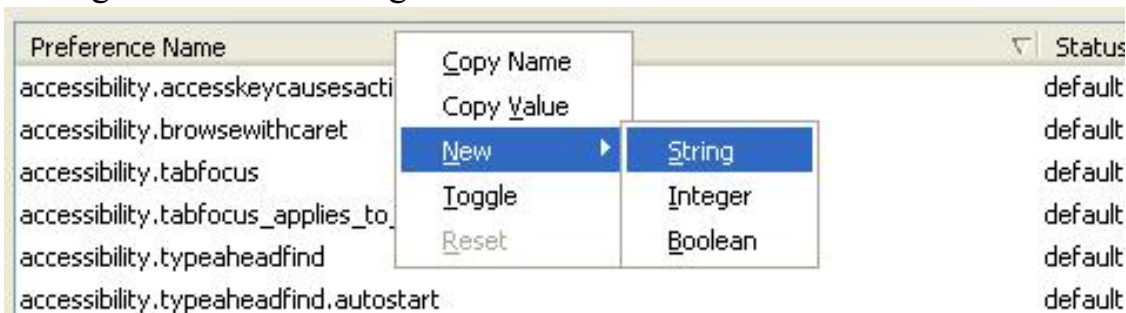 Preference Name Status
Copy Name
accessibility.accesskeycausesacti default
Copy Value
accessibility.browsewithcaret default
New String
accessibility.tabfocus default
Toggle Integer
accessibility.tabfocus_applies_to_ default
Reset Boolean
accessibility.typeaheadfind default
accessibility.typeaheadfind.autostart default